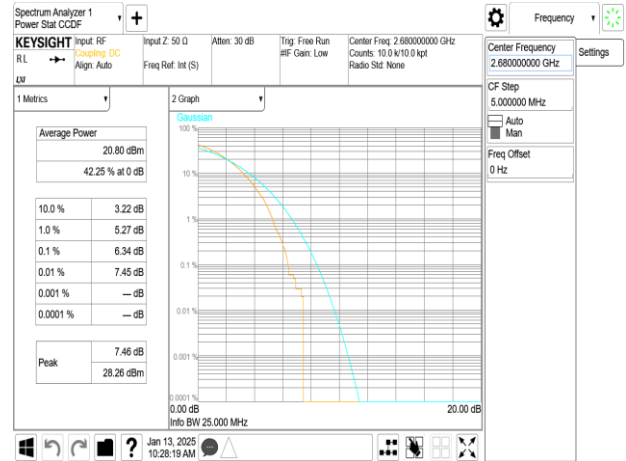 Spectrum Analyzer 1
Power Stat CCDF
+
Frequency
KEYSIGHT
RL
Input: RF
Coupling: DC
Align: Auto
Input Z: 50 Ω
Freq Ref: Int (S)
Atten: 30 dB
Trig: Free Run
#IF Gain: Low
Center Freq: 2.680000000 GHz
Counts: 10.0 k/10.0 kpt
Radio Std: None
Center Frequency
2.680000000 GHz
Settings
CF Step
5.000000 MHz
Auto
Man
Freq Offset
0 Hz
1 Metrics
Average Power
20.80 dBm
42.25 % at 0 dB
10.0 % 3.22 dB
1.0 % 5.27 dB
0.1 % 6.34 dB
0.01 % 7.45 dB
0.001 % --- dB
0.0001 % --- dB
Peak
7.46 dB
28.26 dBm
2 Graph
Gaussian
100 %
10 %
1 %
0.1 %
0.01 %
0.001 %
0.0001 %
0.00 dB 20.00 dB
Info BW 25.000 MHz
?
Jan 13, 2025
10:28:19 AM